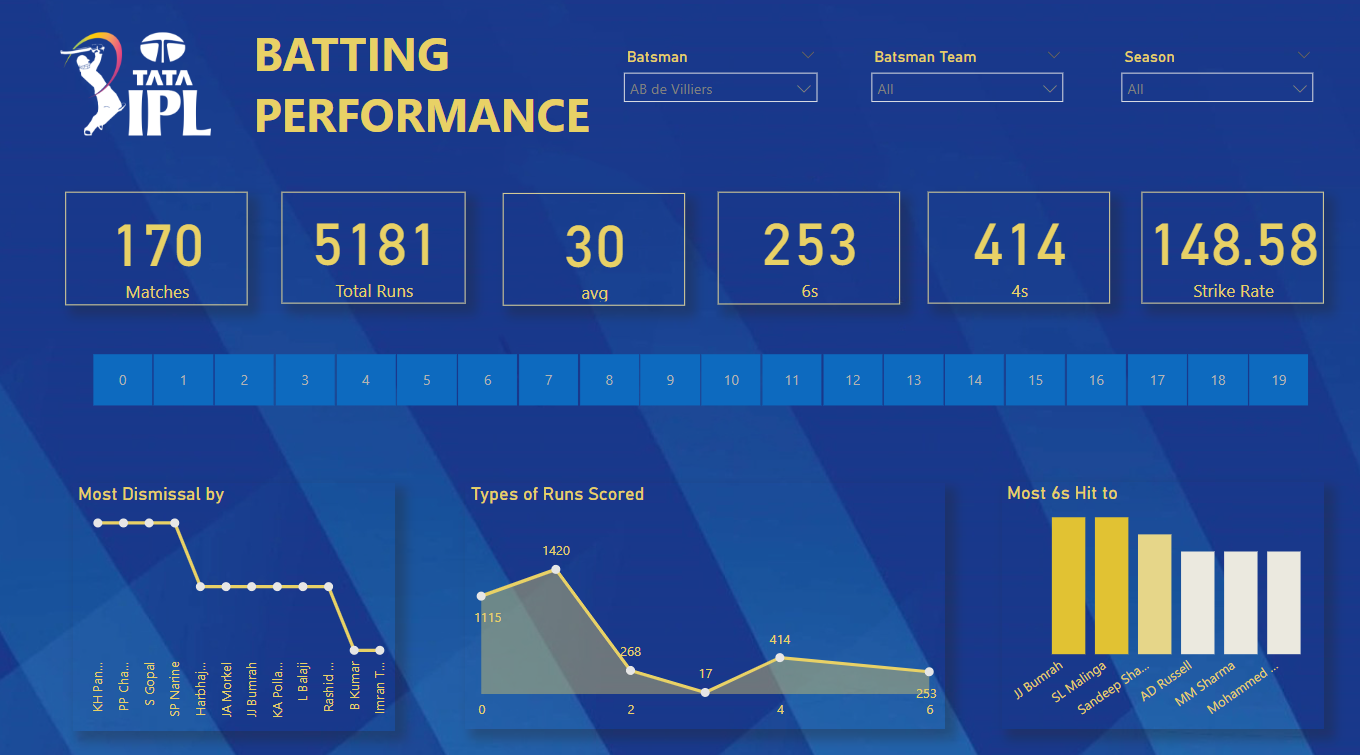 TATA
IPL
BATTING
PERFORMANCE
Batsman
AB de Villiers
Batsman Team
All
Season
All
170
Matches
5181
Total Runs
30
avg
253
6s
414
4s
148.58
Strike Rate
0 1 2 3 4 5 6 7 8 9 10 11 12 13 14 15 16 17 18 19
Most Dismissal by
KH Pan...
PP Cha...
S Gopal
SP Narine
Harbhaj...
JA Morkel
JJ Bumrah
KA Polla...
L Balaji
Rashid ...
B Kumar
Imran T...
Types of Runs Scored
1420
1115
268
17
414
253
0 2 4 6
Most 6s Hit to
JJ Bumrah
SL Malinga
Sandeep Sha...
AD Russell
MM Sharma
Mohammed ...